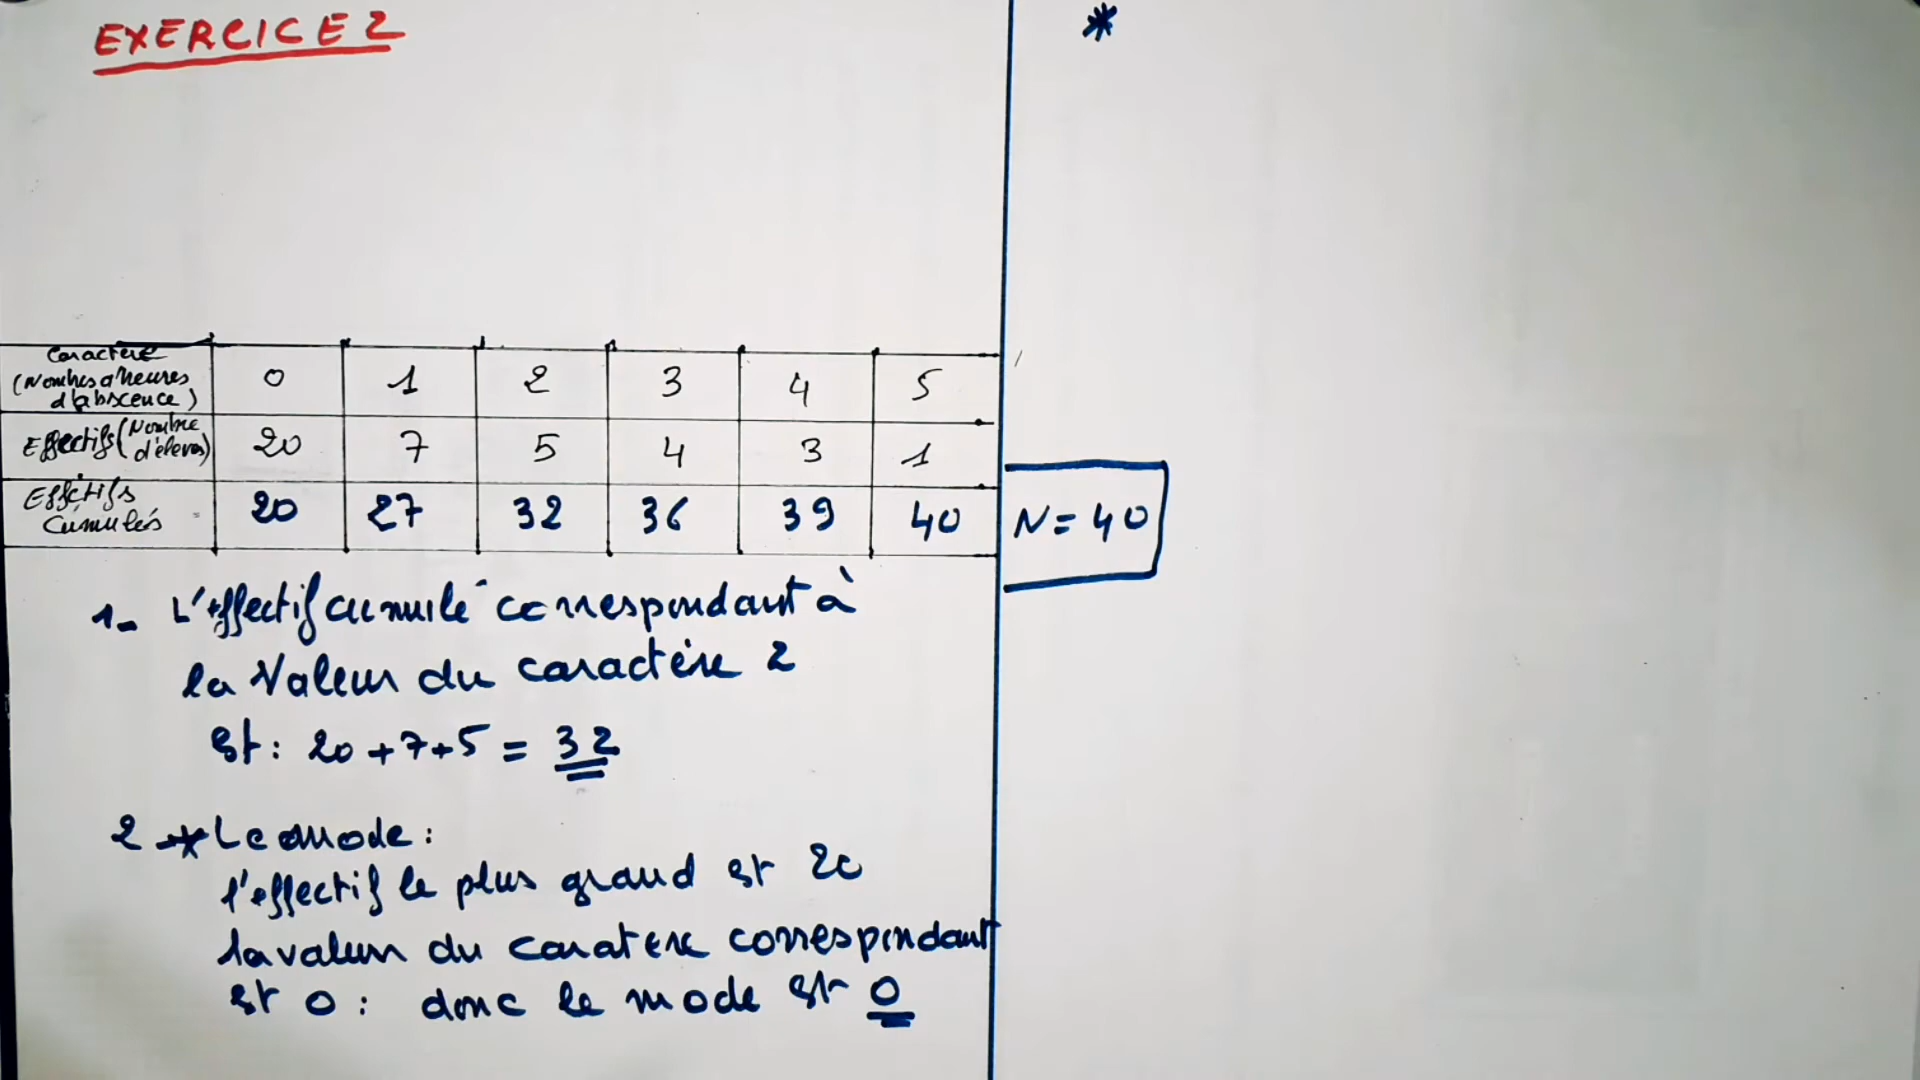 EXERCICE 2
*
Caractère
(Nombres d'heures
d'abscence)
0 1 2 3 4 5
Effectifs (Nombre
d'élèves)
20 7 5 4 3 1
Effectifs
Cumulés
20 27 32 36 39 40
N = 40
1- L'effectif cumulé correspondant à
la Valeur du caractère 2
est : 20 + 7 + 5 = 32
2 - * Le mode :
l'effectif le plus grand est 20
la valeur du caratère correspondant
est 0 : donc le mode est 0